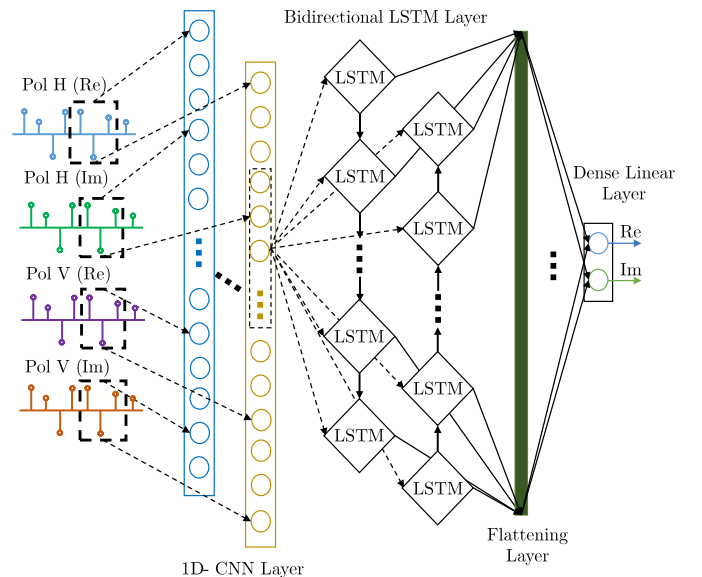 Bidirectional LSTM Layer
Pol H (Re)
Pol H (Im)
Pol V (Re)
Pol V (Im)
LSTM
LSTM
LSTM
LSTM
LSTM
LSTM
LSTM
LSTM
Dense Linear
Layer
Re
Im
Flattening
Layer
1D- CNN Layer